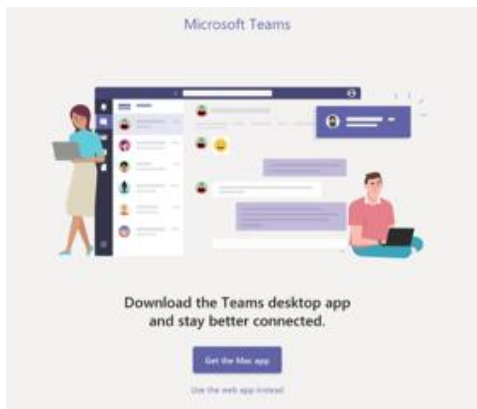 Microsoft Teams
Download the Teams desktop app
and stay better connected.
Get the Mac app
Use the web app instead